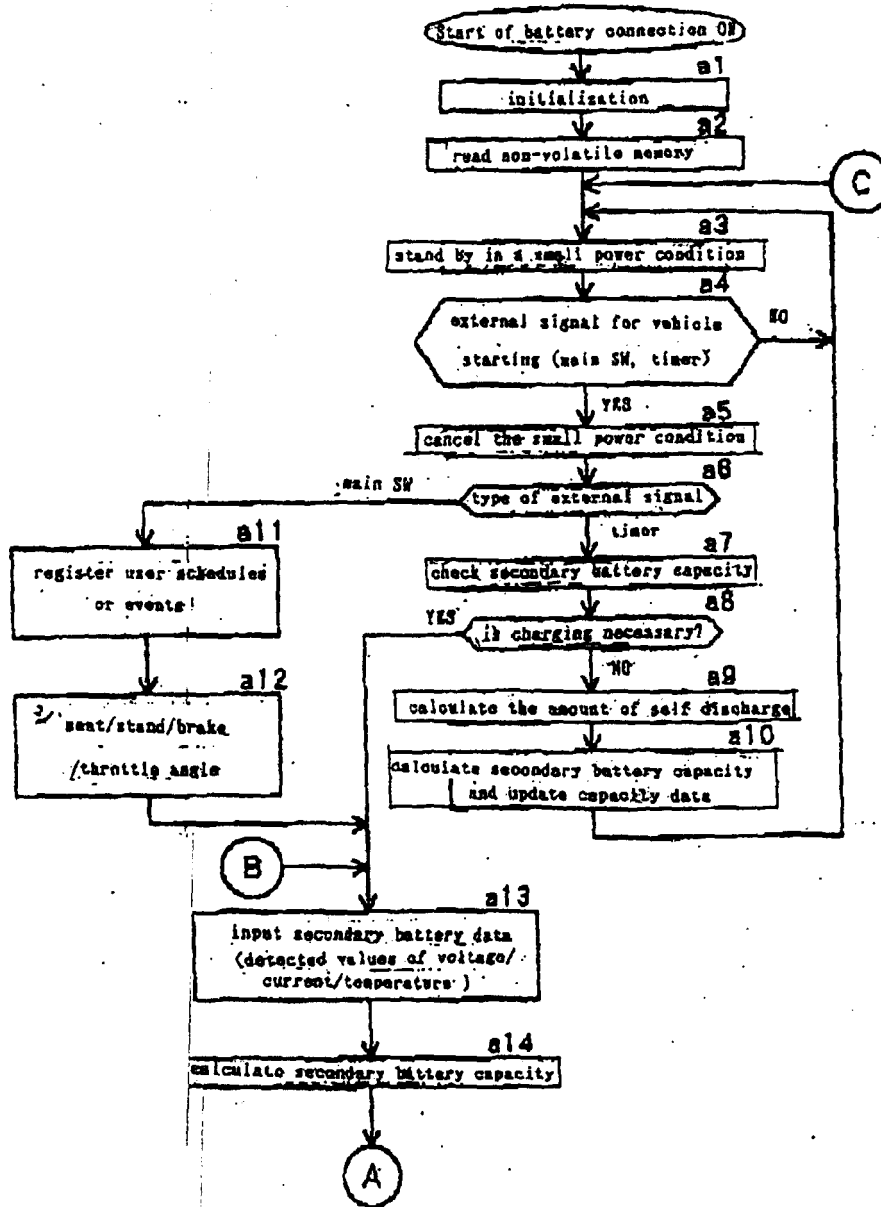 Start of battery connection ON
a1
initialization
a2
read non-volatile memory
C
a3
stand by in a small power condition
a4
external signal for vehicle
starting (main SW, timer)
NO
YES
a5
cancel the small power condition
a6
type of external signal
main SW
timer
a11
register user schedules
or events
a7
check secondary battery capacity
a8
is charging necessary?
YES
NO
a12
seat/stand/brake
/throttle angle
a9
calculate the amount of self discharge
a10
calculate secondary battery capacity
and update capacity data
B
a13
input secondary battery data
(detected values of voltage/
current/temperature)
a14
calculate secondary battery capacity
A